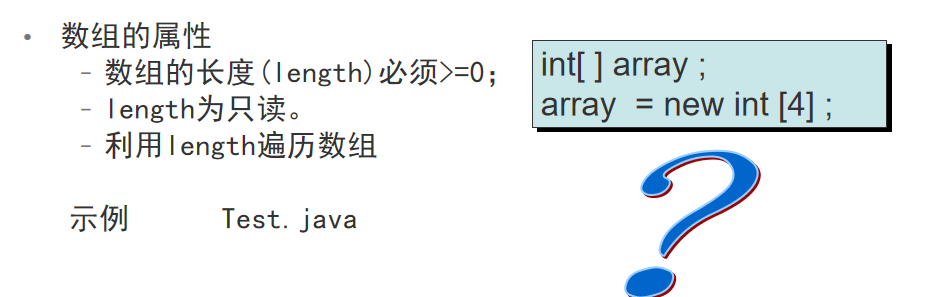 • 数组的属性
– 数组的长度(length)必须>=0；
– length为只读。
– 利用length遍历数组
示例 Test.java
int[ ] array ;
array = new int [4] ;
?